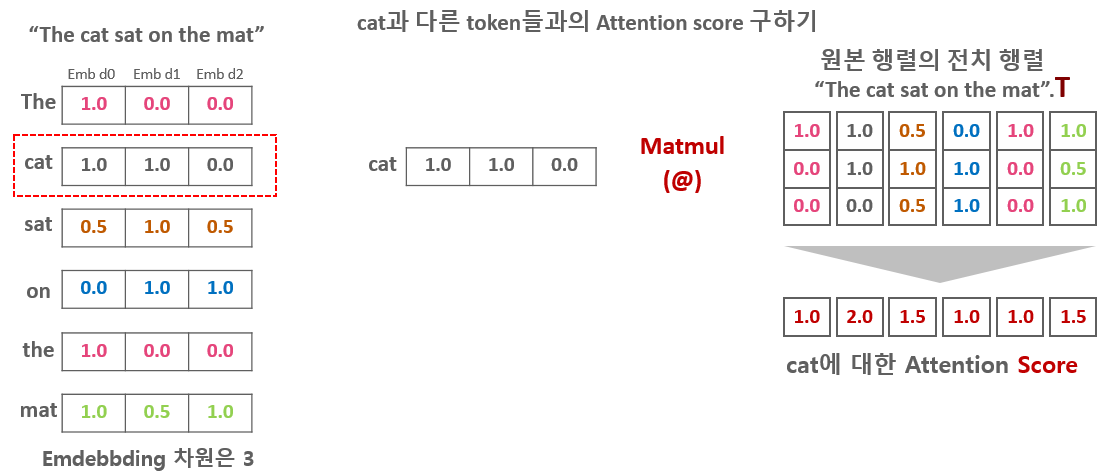 cat과 다른 token들과의 Attention score 구하기
“The cat sat on the mat”
Emb d0 Emb d1 Emb d2
The 1.0 0.0 0.0
cat 1.0 1.0 0.0
sat 0.5 1.0 0.5
on 0.0 1.0 1.0
the 1.0 0.0 0.0
mat 1.0 0.5 1.0
Emdebbding 차원은 3
cat 1.0 1.0 0.0
Matmul
(@)
원본 행렬의 전치 행렬
“The cat sat on the mat”.T
1.0 1.0 0.5 0.0 1.0 1.0
0.0 1.0 1.0 1.0 0.0 0.5
0.0 0.0 0.5 1.0 0.0 1.0
1.0 2.0 1.5 1.0 1.0 1.5
cat에 대한 Attention Score